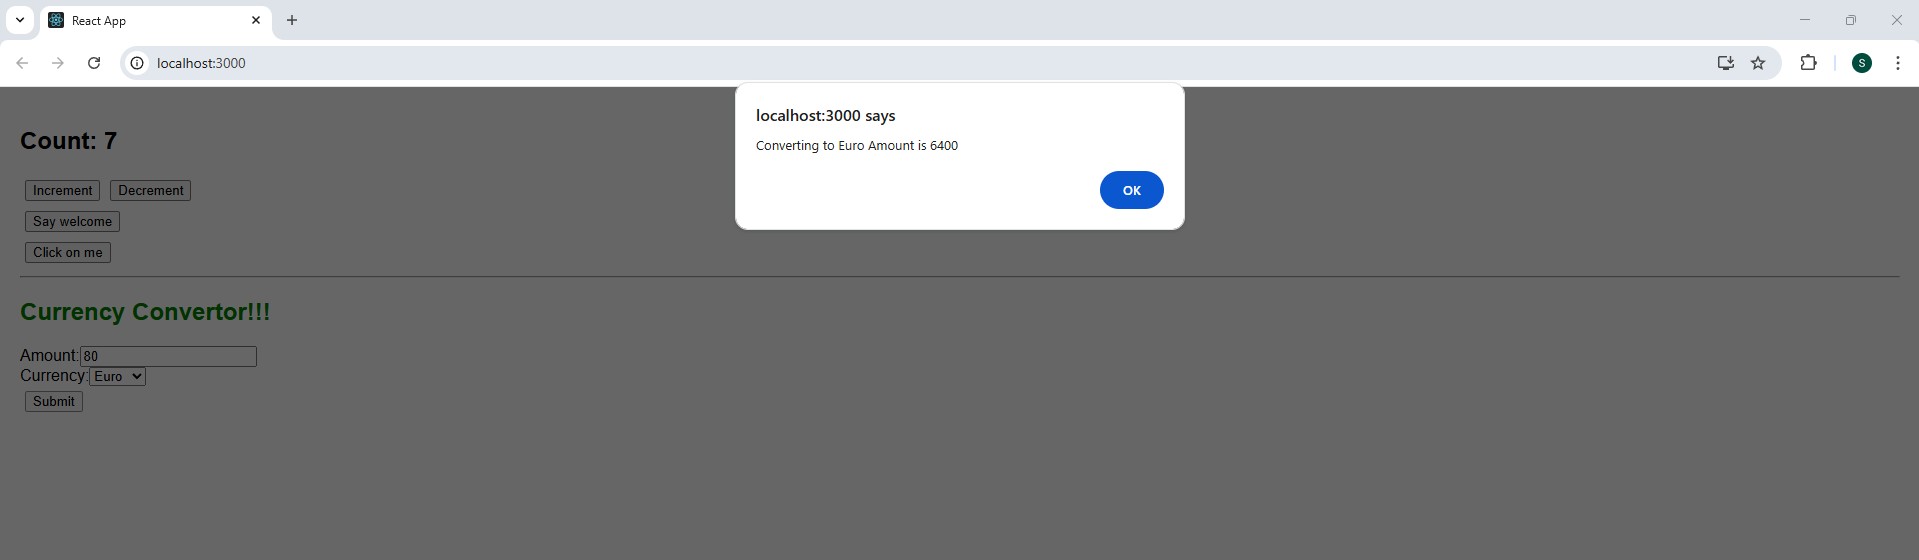 React App
localhost:3000
S
localhost:3000 says
Converting to Euro Amount is 6400
OK
Count: 7
Increment Decrement
Say welcome
Click on me
Currency Convertor!!!
Amount: 80
Currency: Euro
Submit